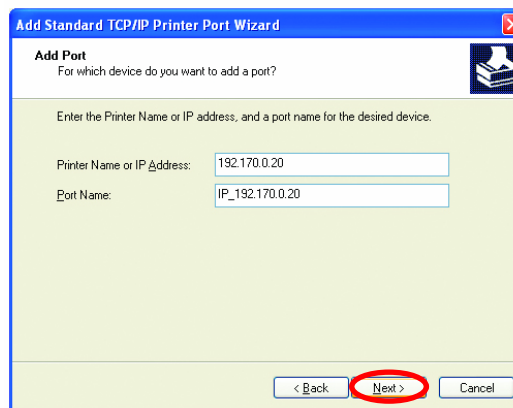 Add Standard TCP/IP Printer Port Wizard
Add Port
For which device do you want to add a port?
Enter the Printer Name or IP address, and a port name for the desired device.
Printer Name or IP Address: 192.170.0.20
Port Name: IP_192.170.0.20
< Back Next > Cancel